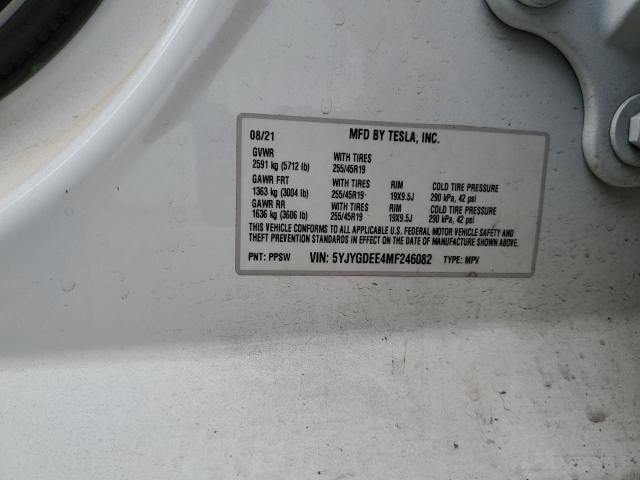 08/21 MFD BY TESLA, INC.
GVWR WITH TIRES
2591 kg (5712 lb) 255/45R19
GAWR FRT WITH TIRES RIM COLD TIRE PRESSURE
1363 kg (3004 lb) 255/45R19 19X9.5J 290 kPa, 42 psi
GAWR RR WITH TIRES RIM COLD TIRE PRESSURE
1636 kg (3606 lb) 255/45R19 19X9.5J 290 kPa, 42 psi
THIS VEHICLE CONFORMS TO ALL APPLICABLE U.S. FEDERAL MOTOR VEHICLE SAFETY AND
THEFT PREVENTION STANDARDS IN EFFECT ON THE DATE OF MANUFACTURE SHOWN ABOVE.
PNT: PPSW VIN: 5YJYGDEE4MF246082 TYPE: MPV